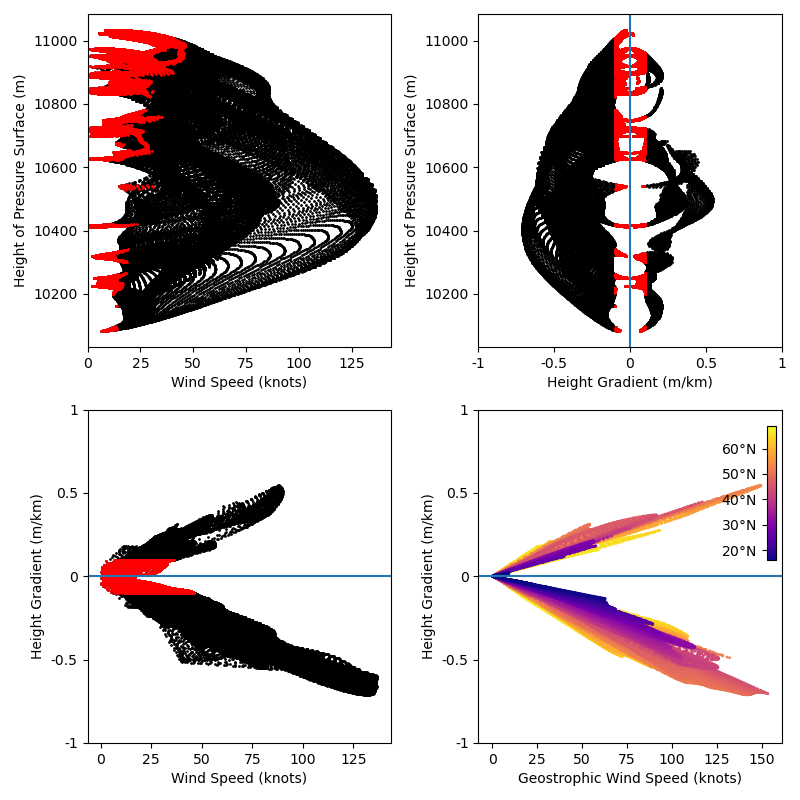 11000
10800
10600
10400
10200
Height of Pressure Surface (m)
0 25 50 75 100 125
Wind Speed (knots)
11000
10800
10600
10400
10200
Height of Pressure Surface (m)
-1 -0.5 0 0.5 1
Height Gradient (m/km)
1
0.5
0
-0.5
-1
Height Gradient (m/km)
0 25 50 75 100 125
Wind Speed (knots)
1
0.5
0
-0.5
-1
Height Gradient (m/km)
60°N
50°N
40°N
30°N
20°N
0 25 50 75 100 125 150
Geostrophic Wind Speed (knots)